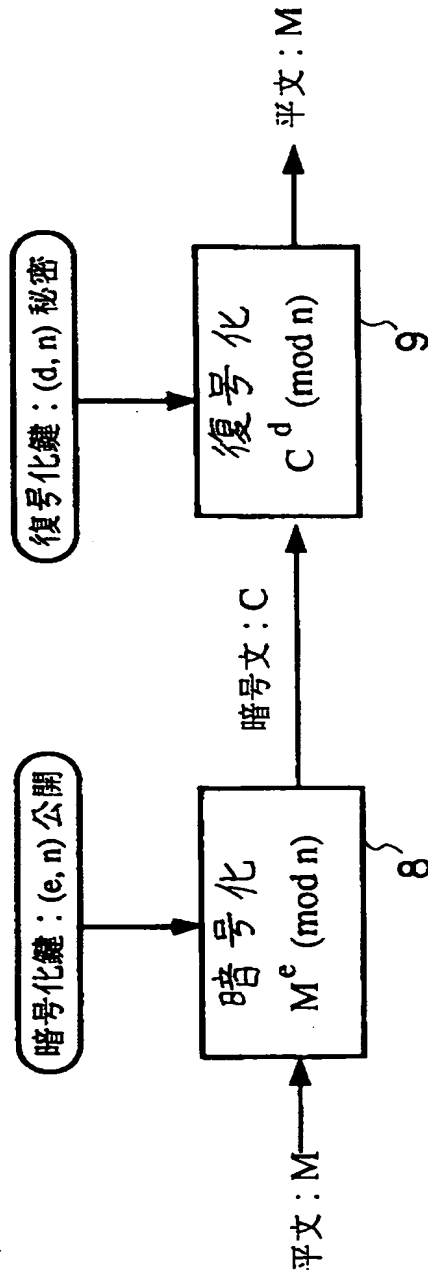 暗号化鍵：(e, n) 公開
復号化鍵：(d, n) 秘密
平文：M
暗号化
M^e (mod n)
8
暗号文：C
復号化
C^d (mod n)
9
平文：M